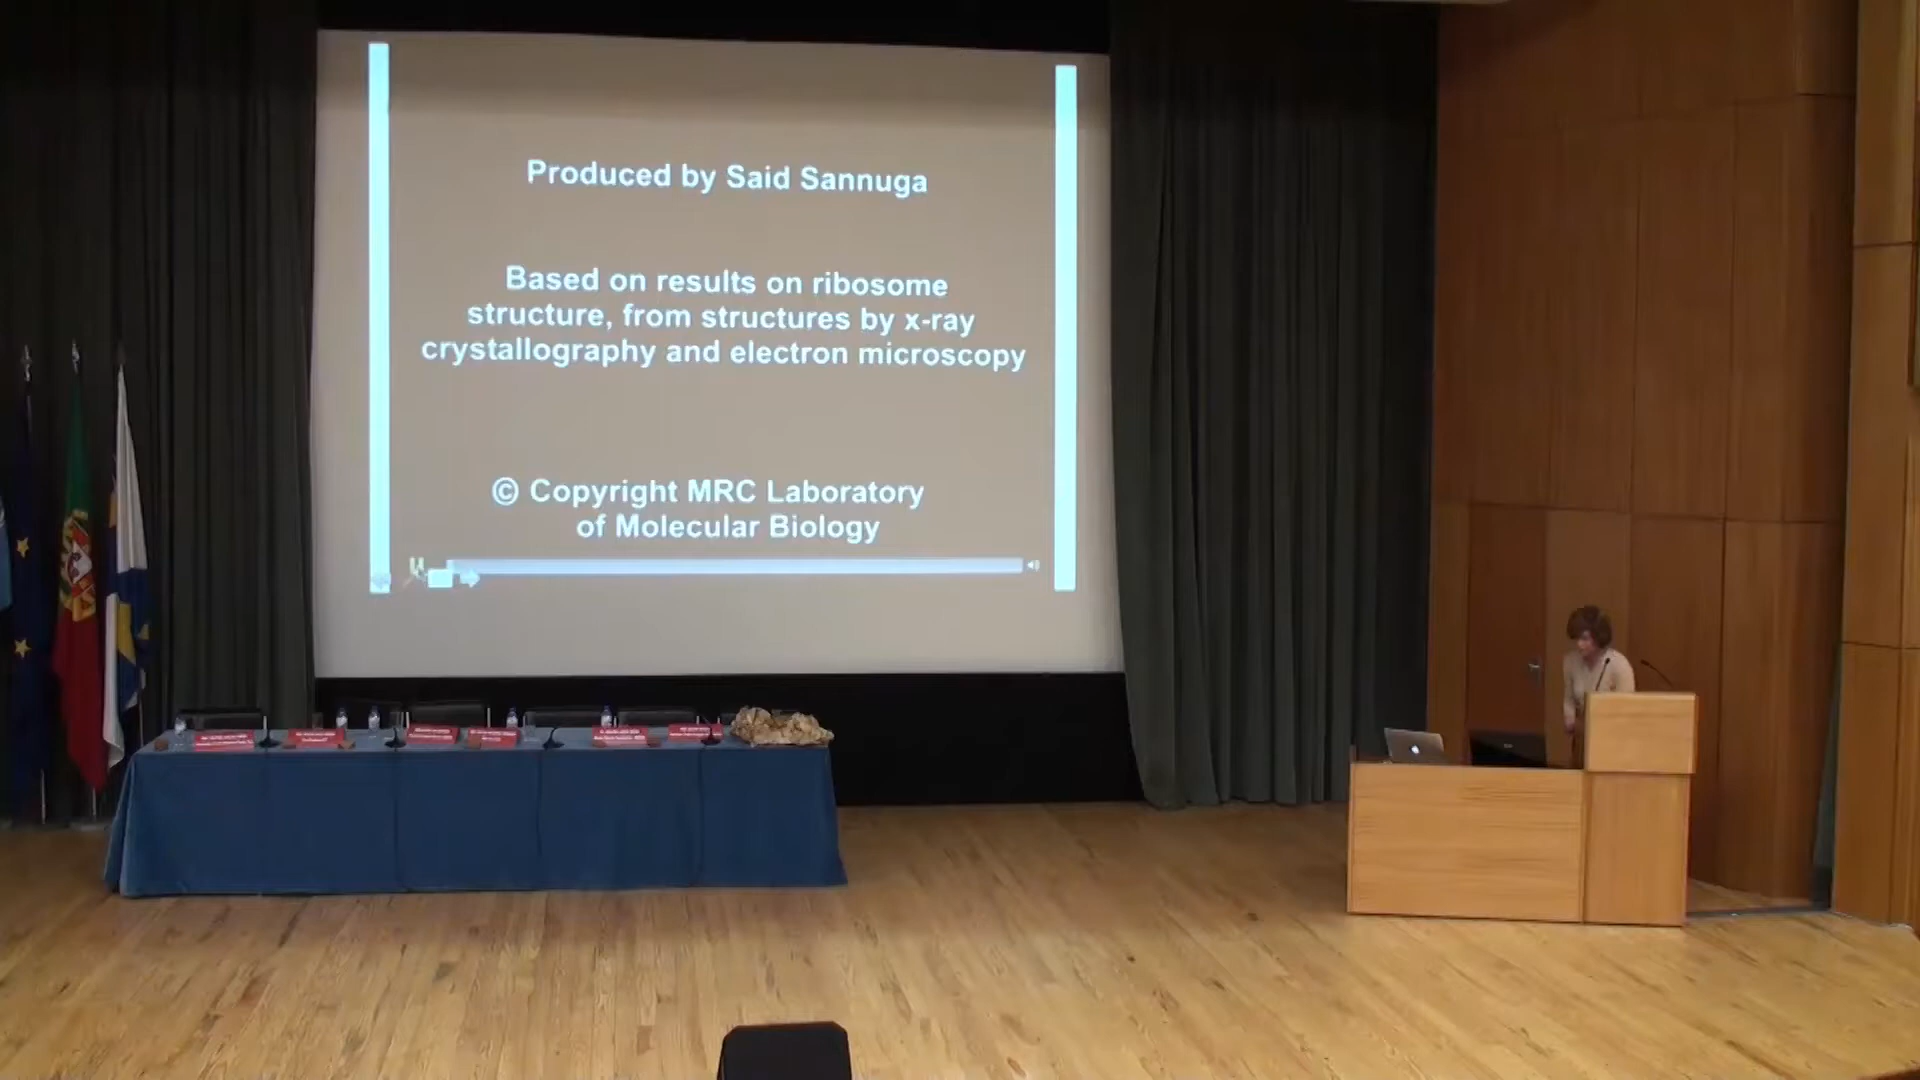 Produced by Said Sannuga
Based on results on ribosome
structure, from structures by x-ray
crystallography and electron microscopy
© Copyright MRC Laboratory
of Molecular Biology